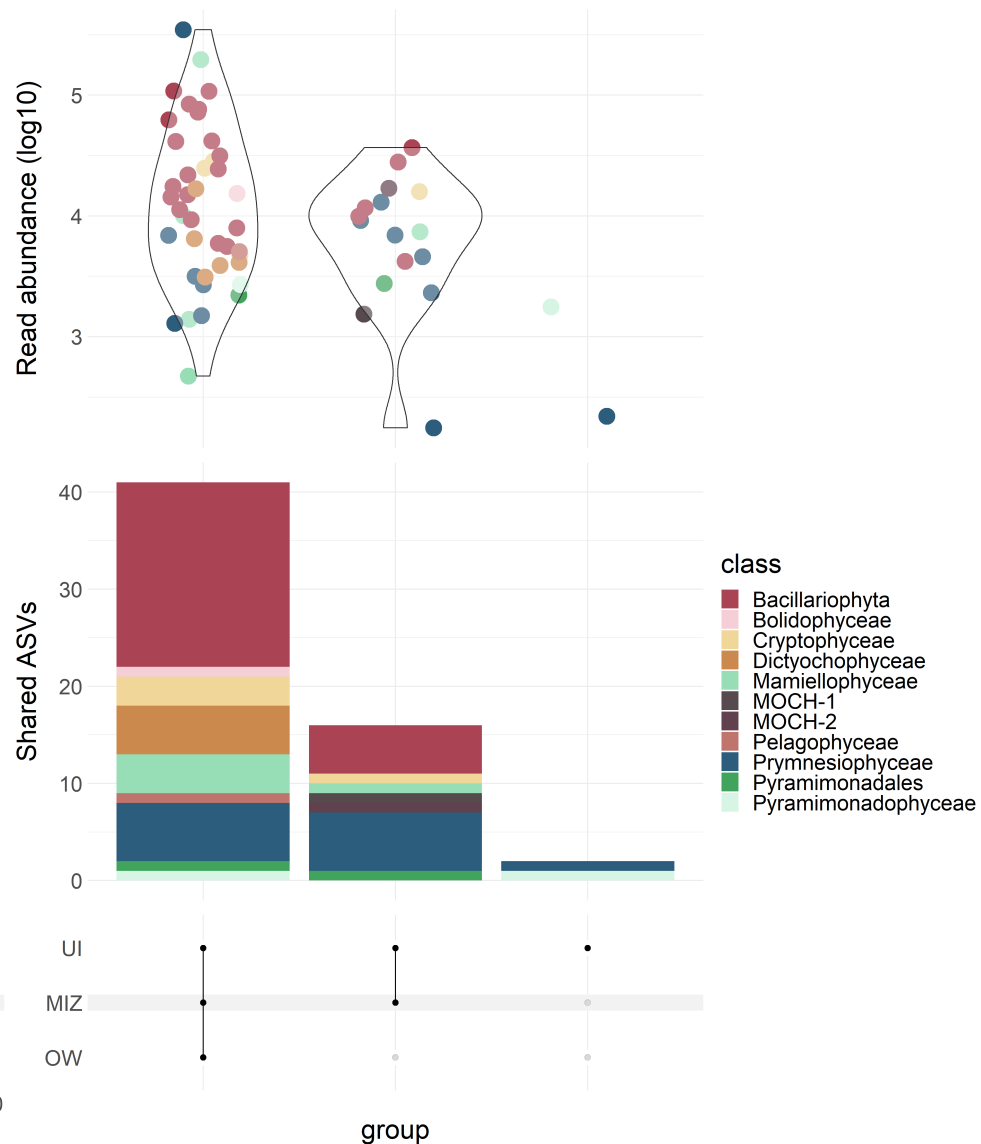 Read abundance (log10)
5
4
3
Shared ASVs
40
30
20
10
0
class
Bacillariophyta
Bolidophyceae
Cryptophyceae
Dictyochophyceae
Mamiellophyceae
MOCH-1
MOCH-2
Pelagophyceae
Prymnesiophyceae
Pyramimonadales
Pyramimonadophyceae
UI
MIZ
OW
group